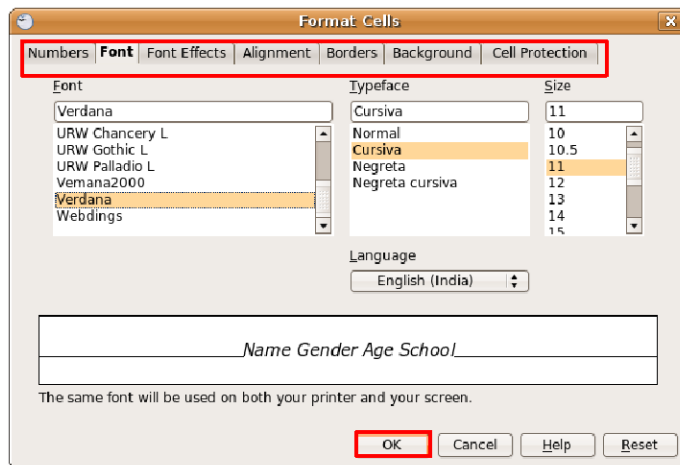 Format Cells
Numbers Font Font Effects Alignment Borders Background Cell Protection
Font Typeface Size
Verdana Cursiva 11
URW Chancery L Normal 10
URW Gothic L Cursiva 10.5
URW Palladio L Negreta 11
Vemana2000 Negreta cursiva 12
Verdana 13
Webdings 14
15
Language
English (India)
Name Gender Age School
The same font will be used on both your printer and your screen.
OK Cancel Help Reset